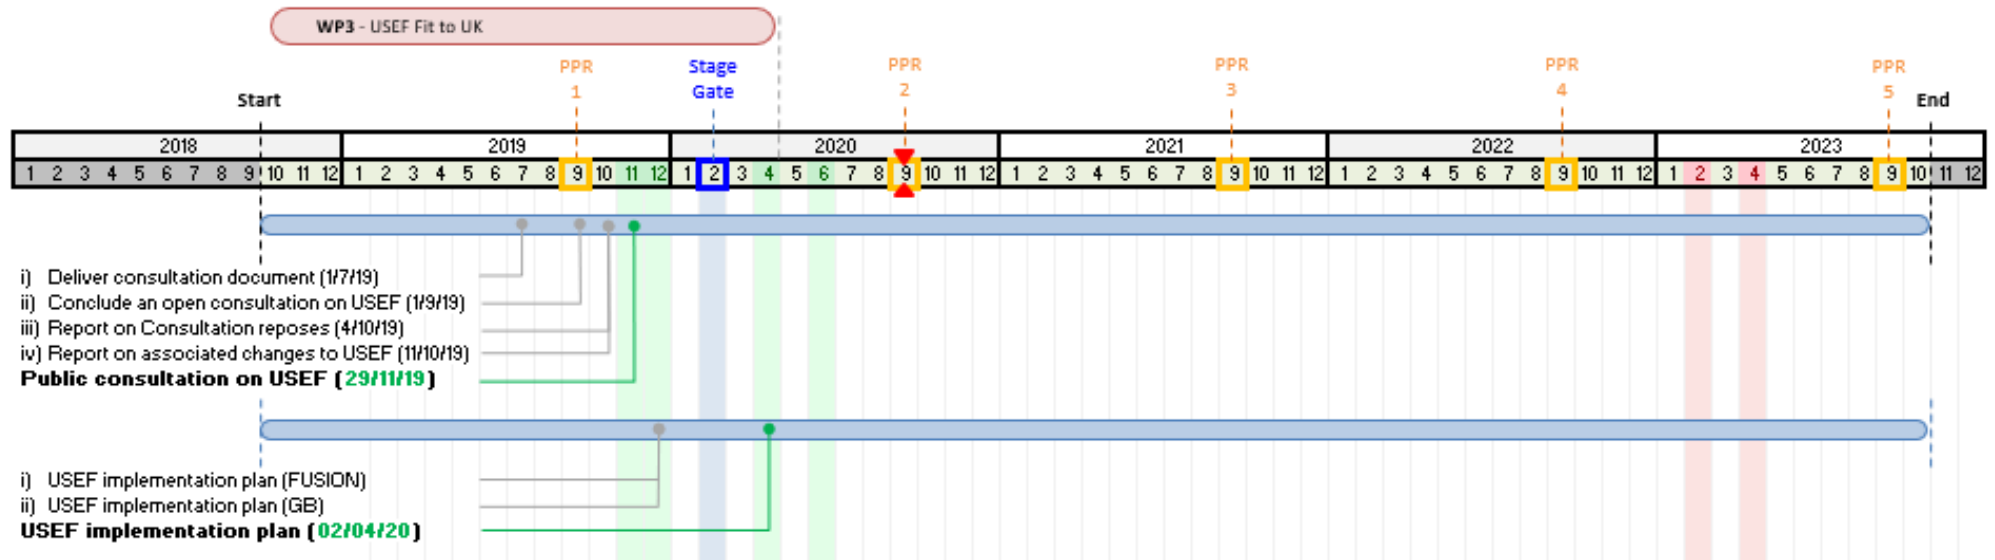 WP3 - USEF Fit to UK
PPR
1
Stage
Gate
PPR
2
PPR
3
PPR
4
PPR
5
Start
End
2018 2019 2020 2021 2022 2023
1 2 3 4 5 6 7 8 9 10 11 12 1 2 3 4 5 6 7 8 9 10 11 12 1 2 3 4 5 6 7 8 9 10 11 12 1 2 3 4 5 6 7 8 9 10 11 12 1 2 3 4 5 6 7 8 9 10 11 12 1 2 3 4 5 6 7 8 9 10 11 12
i) Deliver consultation document (1/7/19)
ii) Conclude an open consultation on USEF (1/9/19)
iii) Report on Consultation reposes (4/10/19)
iv) Report on associated changes to USEF (11/10/19)
Public consultation on USEF (29/11/19)
i) USEF implementation plan (FUSION)
ii) USEF implementation plan (GB)
USEF implementation plan (02/04/20)